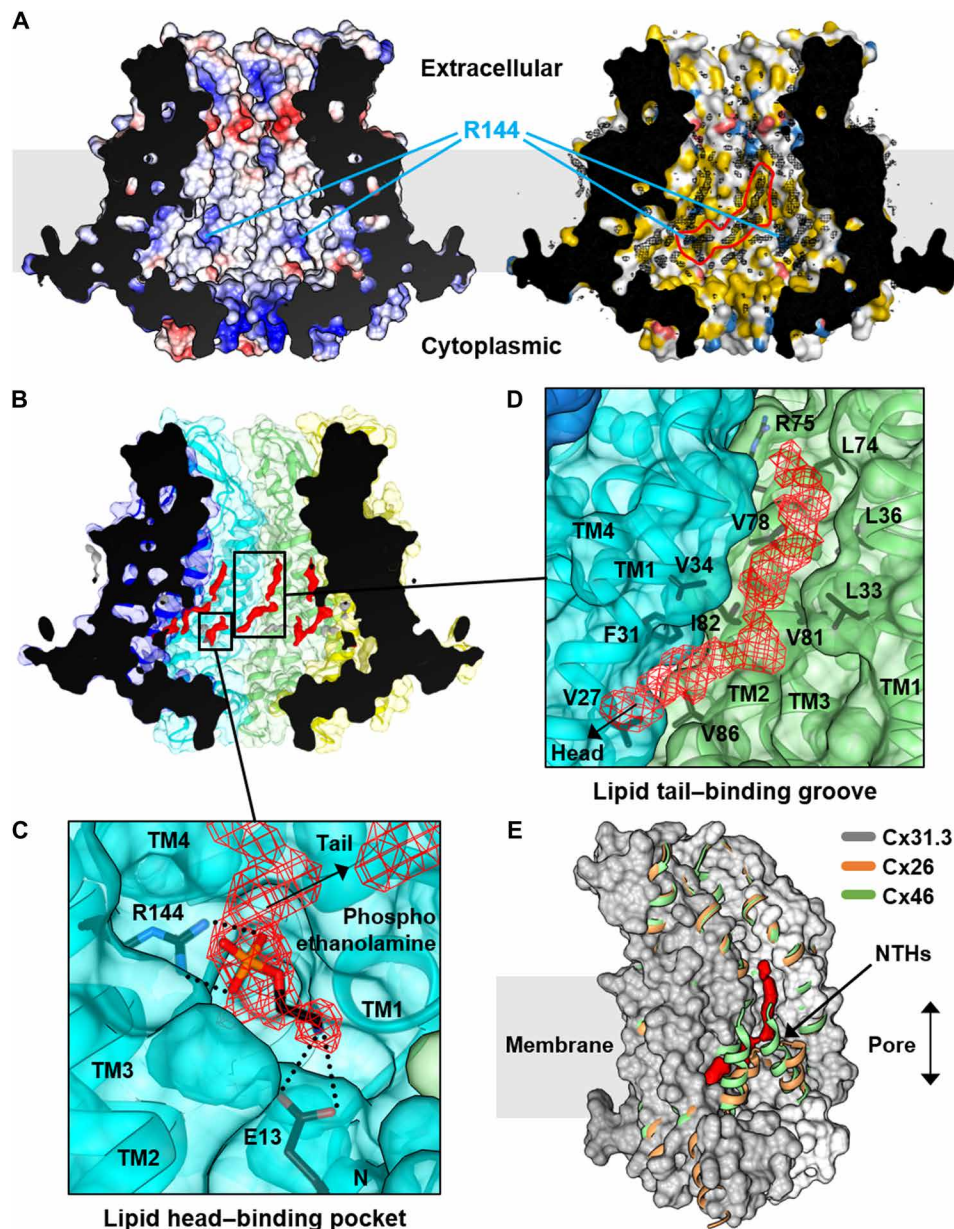 A
Extracellular
R144
Cytoplasmic
B
D
R75
L74
TM4
V78
L36
TM1
V34
L33
F31
I82
V81
V27
TM2
TM3
TM1
Head
V86
Lipid tail–binding groove
C
TM4
Tail
R144
Phospho
ethanolamine
TM1
TM3
E13
TM2
N
Lipid head–binding pocket
E
Cx31.3
Cx26
Cx46
NTHs
Membrane
Pore